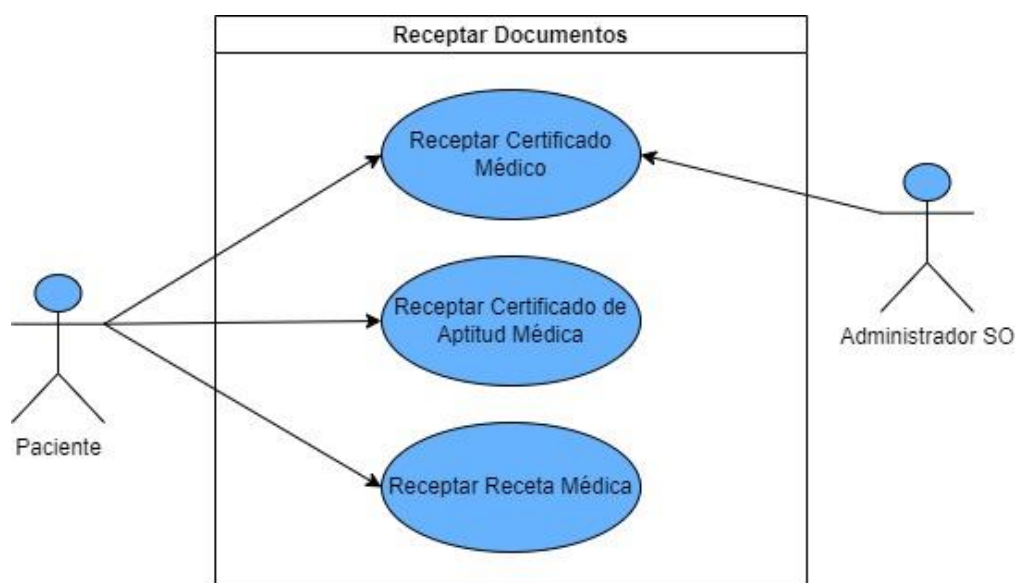 Receptar Documentos
Receptar Certificado
Médico
Receptar Certificado de
Aptitud Médica
Administrador SO
Paciente
Receptar Receta Médica